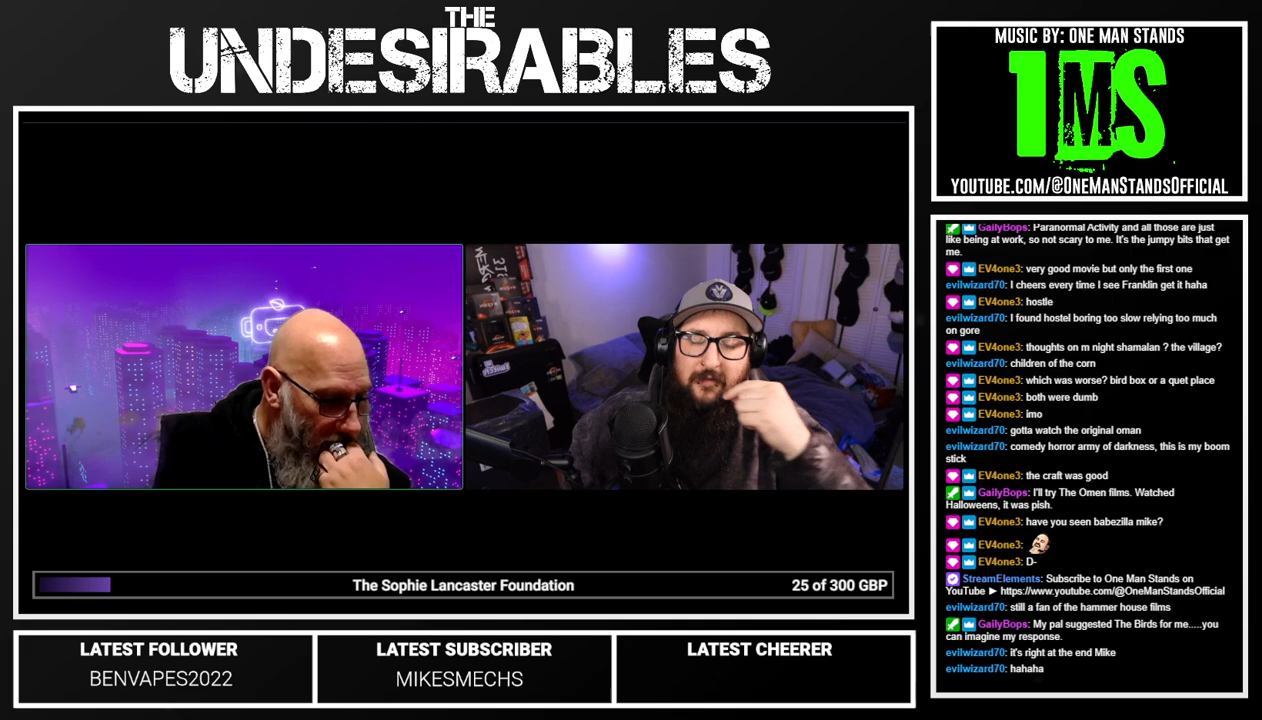 THE
UNDESIRABLES
MUSIC BY: ONE MAN STANDS
1MS
YOUTUBE.COM/@ONEMANSTANDSOFFICIAL
The Sophie Lancaster Foundation
25 of 300 GBP
LATEST FOLLOWER
BENVAPES2022
LATEST SUBSCRIBER
MIKESMECHS
LATEST CHEERER
GailyBops: Paranormal Activity and all those are just
like being at work, so not scary to me. It's the jumpy bits that get
me.
EV4one3: very good movie but only the first one
evilwizard70: I cheers every time I see Franklin get it haha
EV4one3: hostle
evilwizard70: I found hostel boring too slow relying too much
on gore
EV4one3: thoughts on m night shamalan ? the village?
evilwizard70: children of the corn
EV4one3: which was worse? bird box or a quet place
EV4one3: both were dumb
EV4one3: imo
evilwizard70: gotta watch the original oman
evilwizard70: comedy horror army of darkness, this is my boom
stick
EV4one3: the craft was good
GailyBops: I'll try The Omen films. Watched
Halloweens, it was pish.
EV4one3: have you seen babezilla mike?
EV4one3:
EV4one3: D-
StreamElements: Subscribe to One Man Stands on
YouTube ► https://www.youtube.com/@OneManStandsOfficial
evilwizard70: still a fan of the hammer house films
GailyBops: My pal suggested The Birds for me.....you
can imagine my response.
evilwizard70: it's right at the end Mike
evilwizard70: hahaha